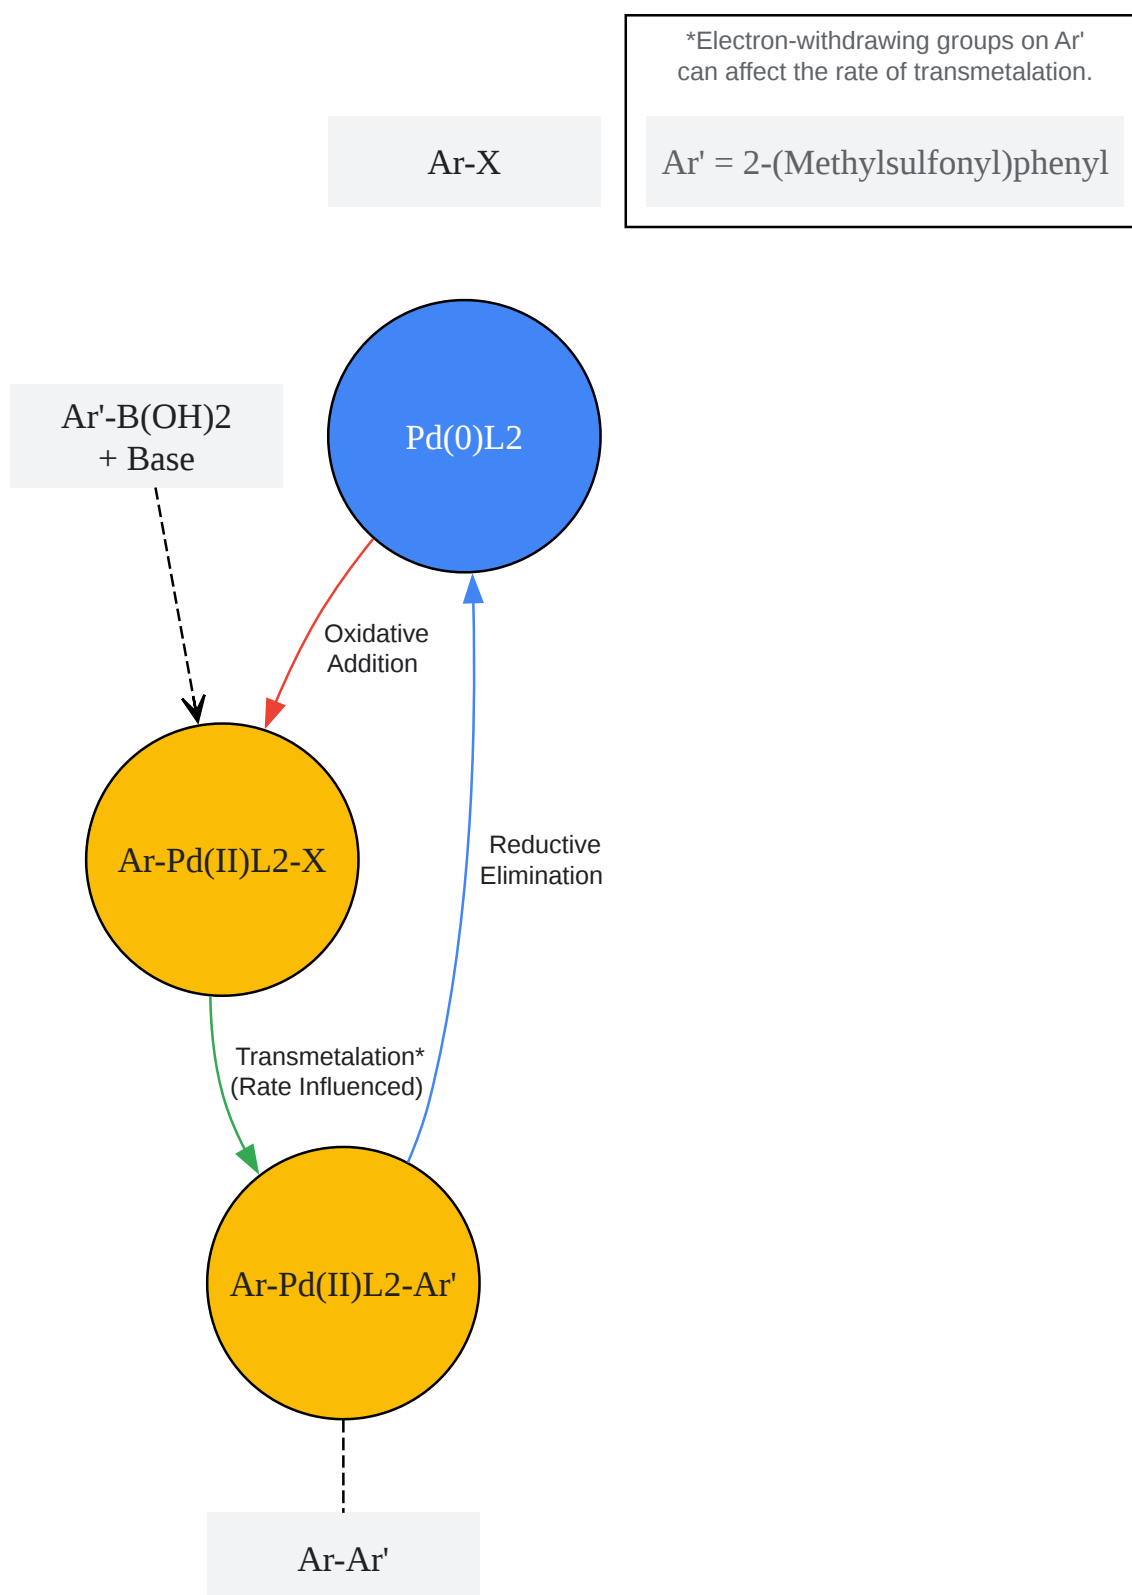 *Electron-withdrawing groups on Ar'
can affect the rate of transmetalation.
Ar-X
Ar' = 2-(Methylsulfonyl)phenyl
Ar'-B(OH)2
+ Base
Pd(0)L2
Oxidative
Addition
Ar-Pd(II)L2-X
Reductive
Elimination
Transmetalation*
(Rate Influenced)
Ar-Pd(II)L2-Ar'
Ar-Ar'